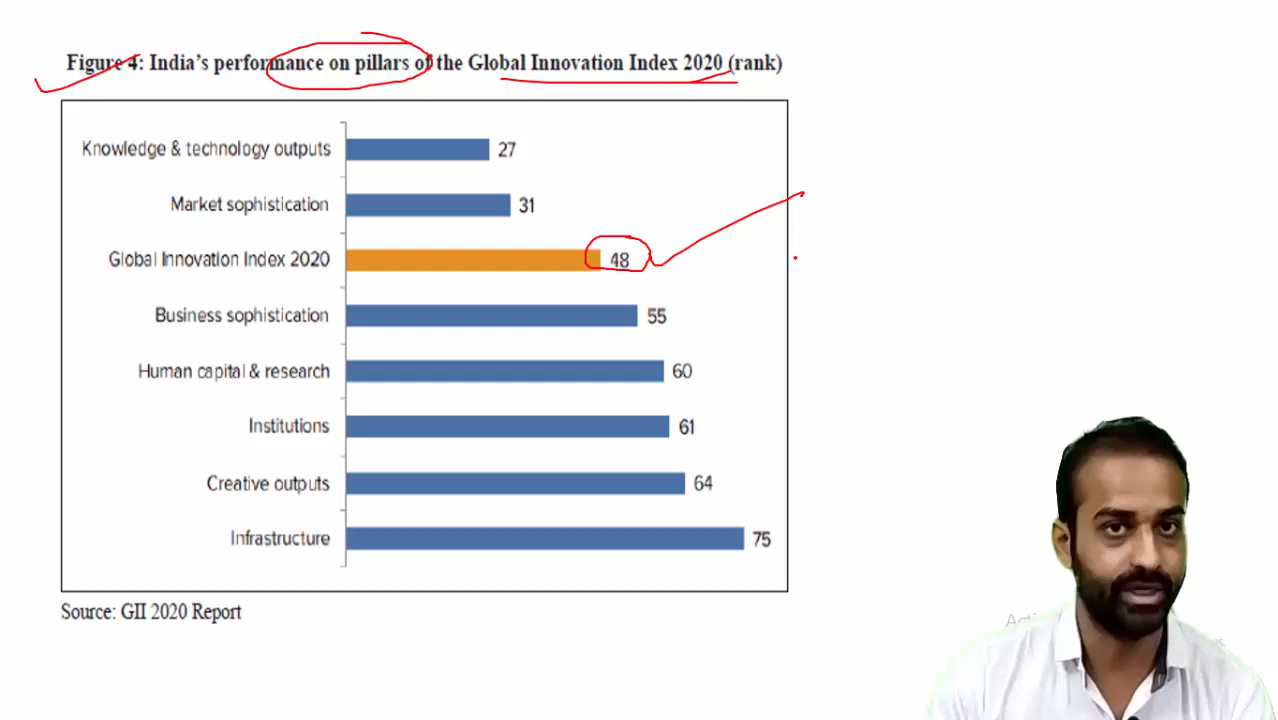 Figure 4: India's performance on pillars of the Global Innovation Index 2020 (rank)
Knowledge & technology outputs 27
Market sophistication 31
Global Innovation Index 2020 48
Business sophistication 55
Human capital & research 60
Institutions 61
Creative outputs 64
Infrastructure 75
Source: GII 2020 Report